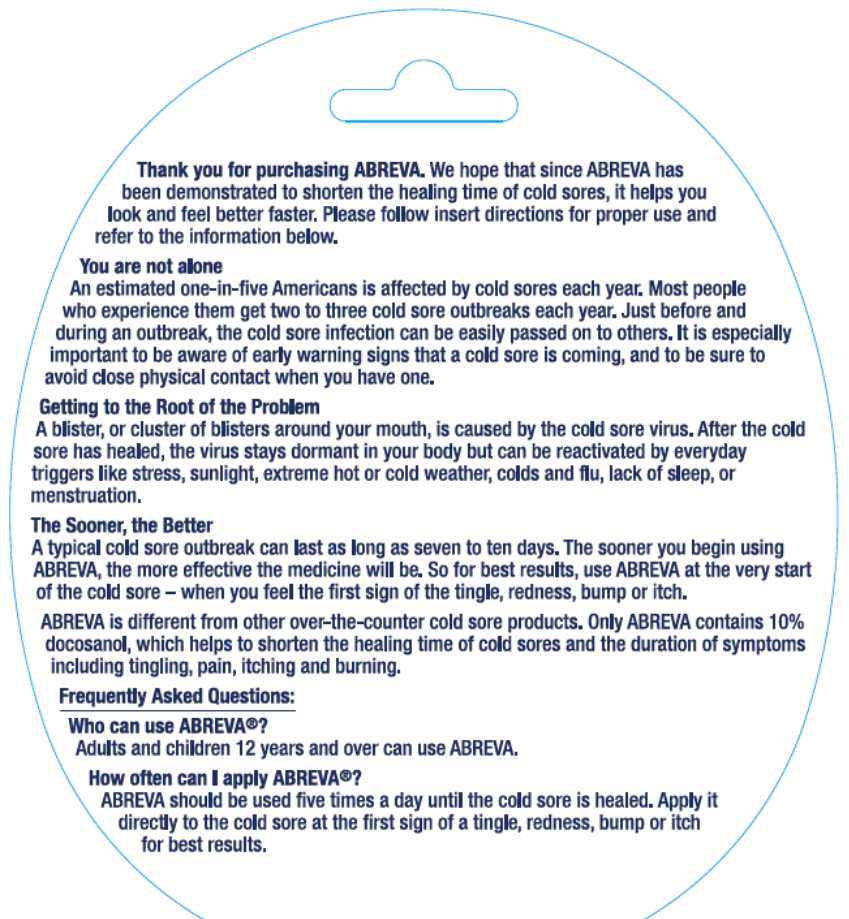 Thank you for purchasing ABREVA. We hope that since ABREVA has
been demonstrated to shorten the healing time of cold sores, it helps you
look and feel better faster. Please follow insert directions for proper use and
refer to the information below.
You are not alone
An estimated one-in-five Americans is affected by cold sores each year. Most people
who experience them get two to three cold sore outbreaks each year. Just before and
during an outbreak, the cold sore infection can be easily passed on to others. It is especially
important to be aware of early warning signs that a cold sore is coming, and to be sure to
avoid close physical contact when you have one.
Getting to the Root of the Problem
A blister, or cluster of blisters around your mouth, is caused by the cold sore virus. After the cold
sore has healed, the virus stays dormant in your body but can be reactivated by everyday
triggers like stress, sunlight, extreme hot or cold weather, colds and flu, lack of sleep, or
menstruation.
The Sooner, the Better
A typical cold sore outbreak can last as long as seven to ten days. The sooner you begin using
ABREVA, the more effective the medicine will be. So for best results, use ABREVA at the very start
of the cold sore – when you feel the first sign of the tingle, redness, bump or itch.
ABREVA is different from other over-the-counter cold sore products. Only ABREVA contains 10%
docosanol, which helps to shorten the healing time of cold sores and the duration of symptoms
including tingling, pain, itching and burning.
Frequently Asked Questions:
Who can use ABREVA®?
Adults and children 12 years and over can use ABREVA.
How often can I apply ABREVA®?
ABREVA should be used five times a day until the cold sore is healed. Apply it
directly to the cold sore at the first sign of a tingle, redness, bump or itch
for best results.